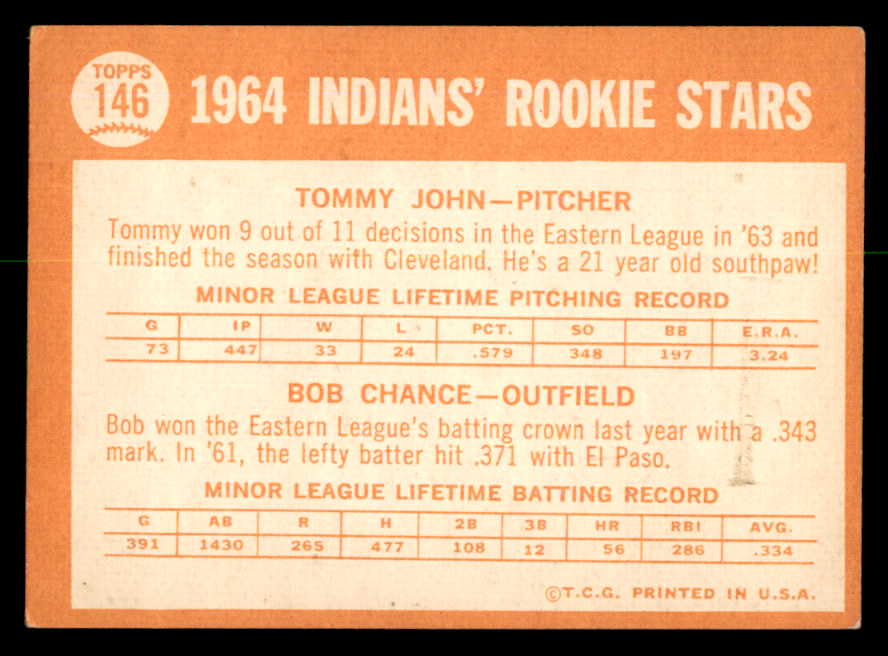 TOPPS
146
1964 INDIANS' ROOKIE STARS
TOMMY JOHN—PITCHER
Tommy won 9 out of 11 decisions in the Eastern League in '63 and
finished the season with Cleveland. He's a 21 year old southpaw!
MINOR LEAGUE LIFETIME PITCHING RECORD
G IP W L PCT. SO BB E.R.A.
73 447 33 24 .579 348 197 3.24
BOB CHANCE—OUTFIELD
Bob won the Eastern League's batting crown last year with a .343
mark. In '61, the lefty batter hit .371 with El Paso.
MINOR LEAGUE LIFETIME BATTING RECORD
G AB R H 2B 3B HR RBI AVG.
391 1430 265 477 108 12 56 286 .334
©T.C.G. PRINTED IN U.S.A.